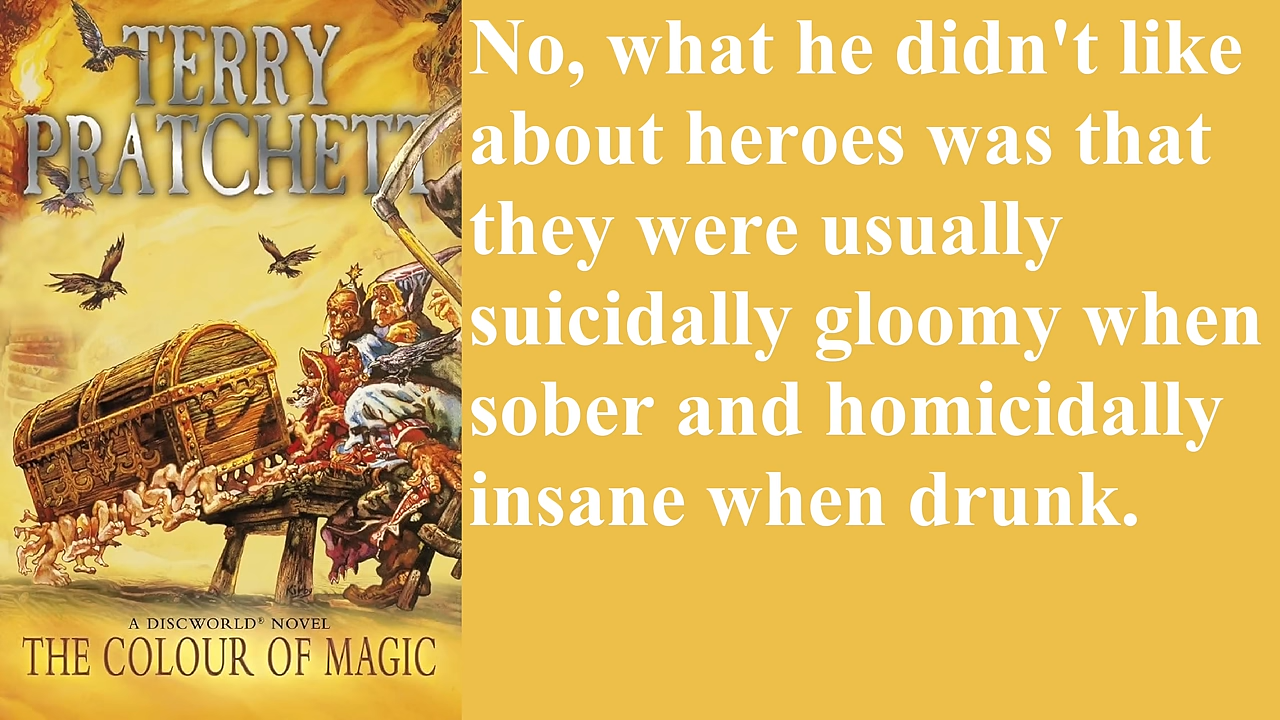 TERRY
PRATCHETT
A DISCWORLD® NOVEL
THE COLOUR OF MAGIC
No, what he didn't like
about heroes was that
they were usually
suicidally gloomy when
sober and homicidally
insane when drunk.
Kirby